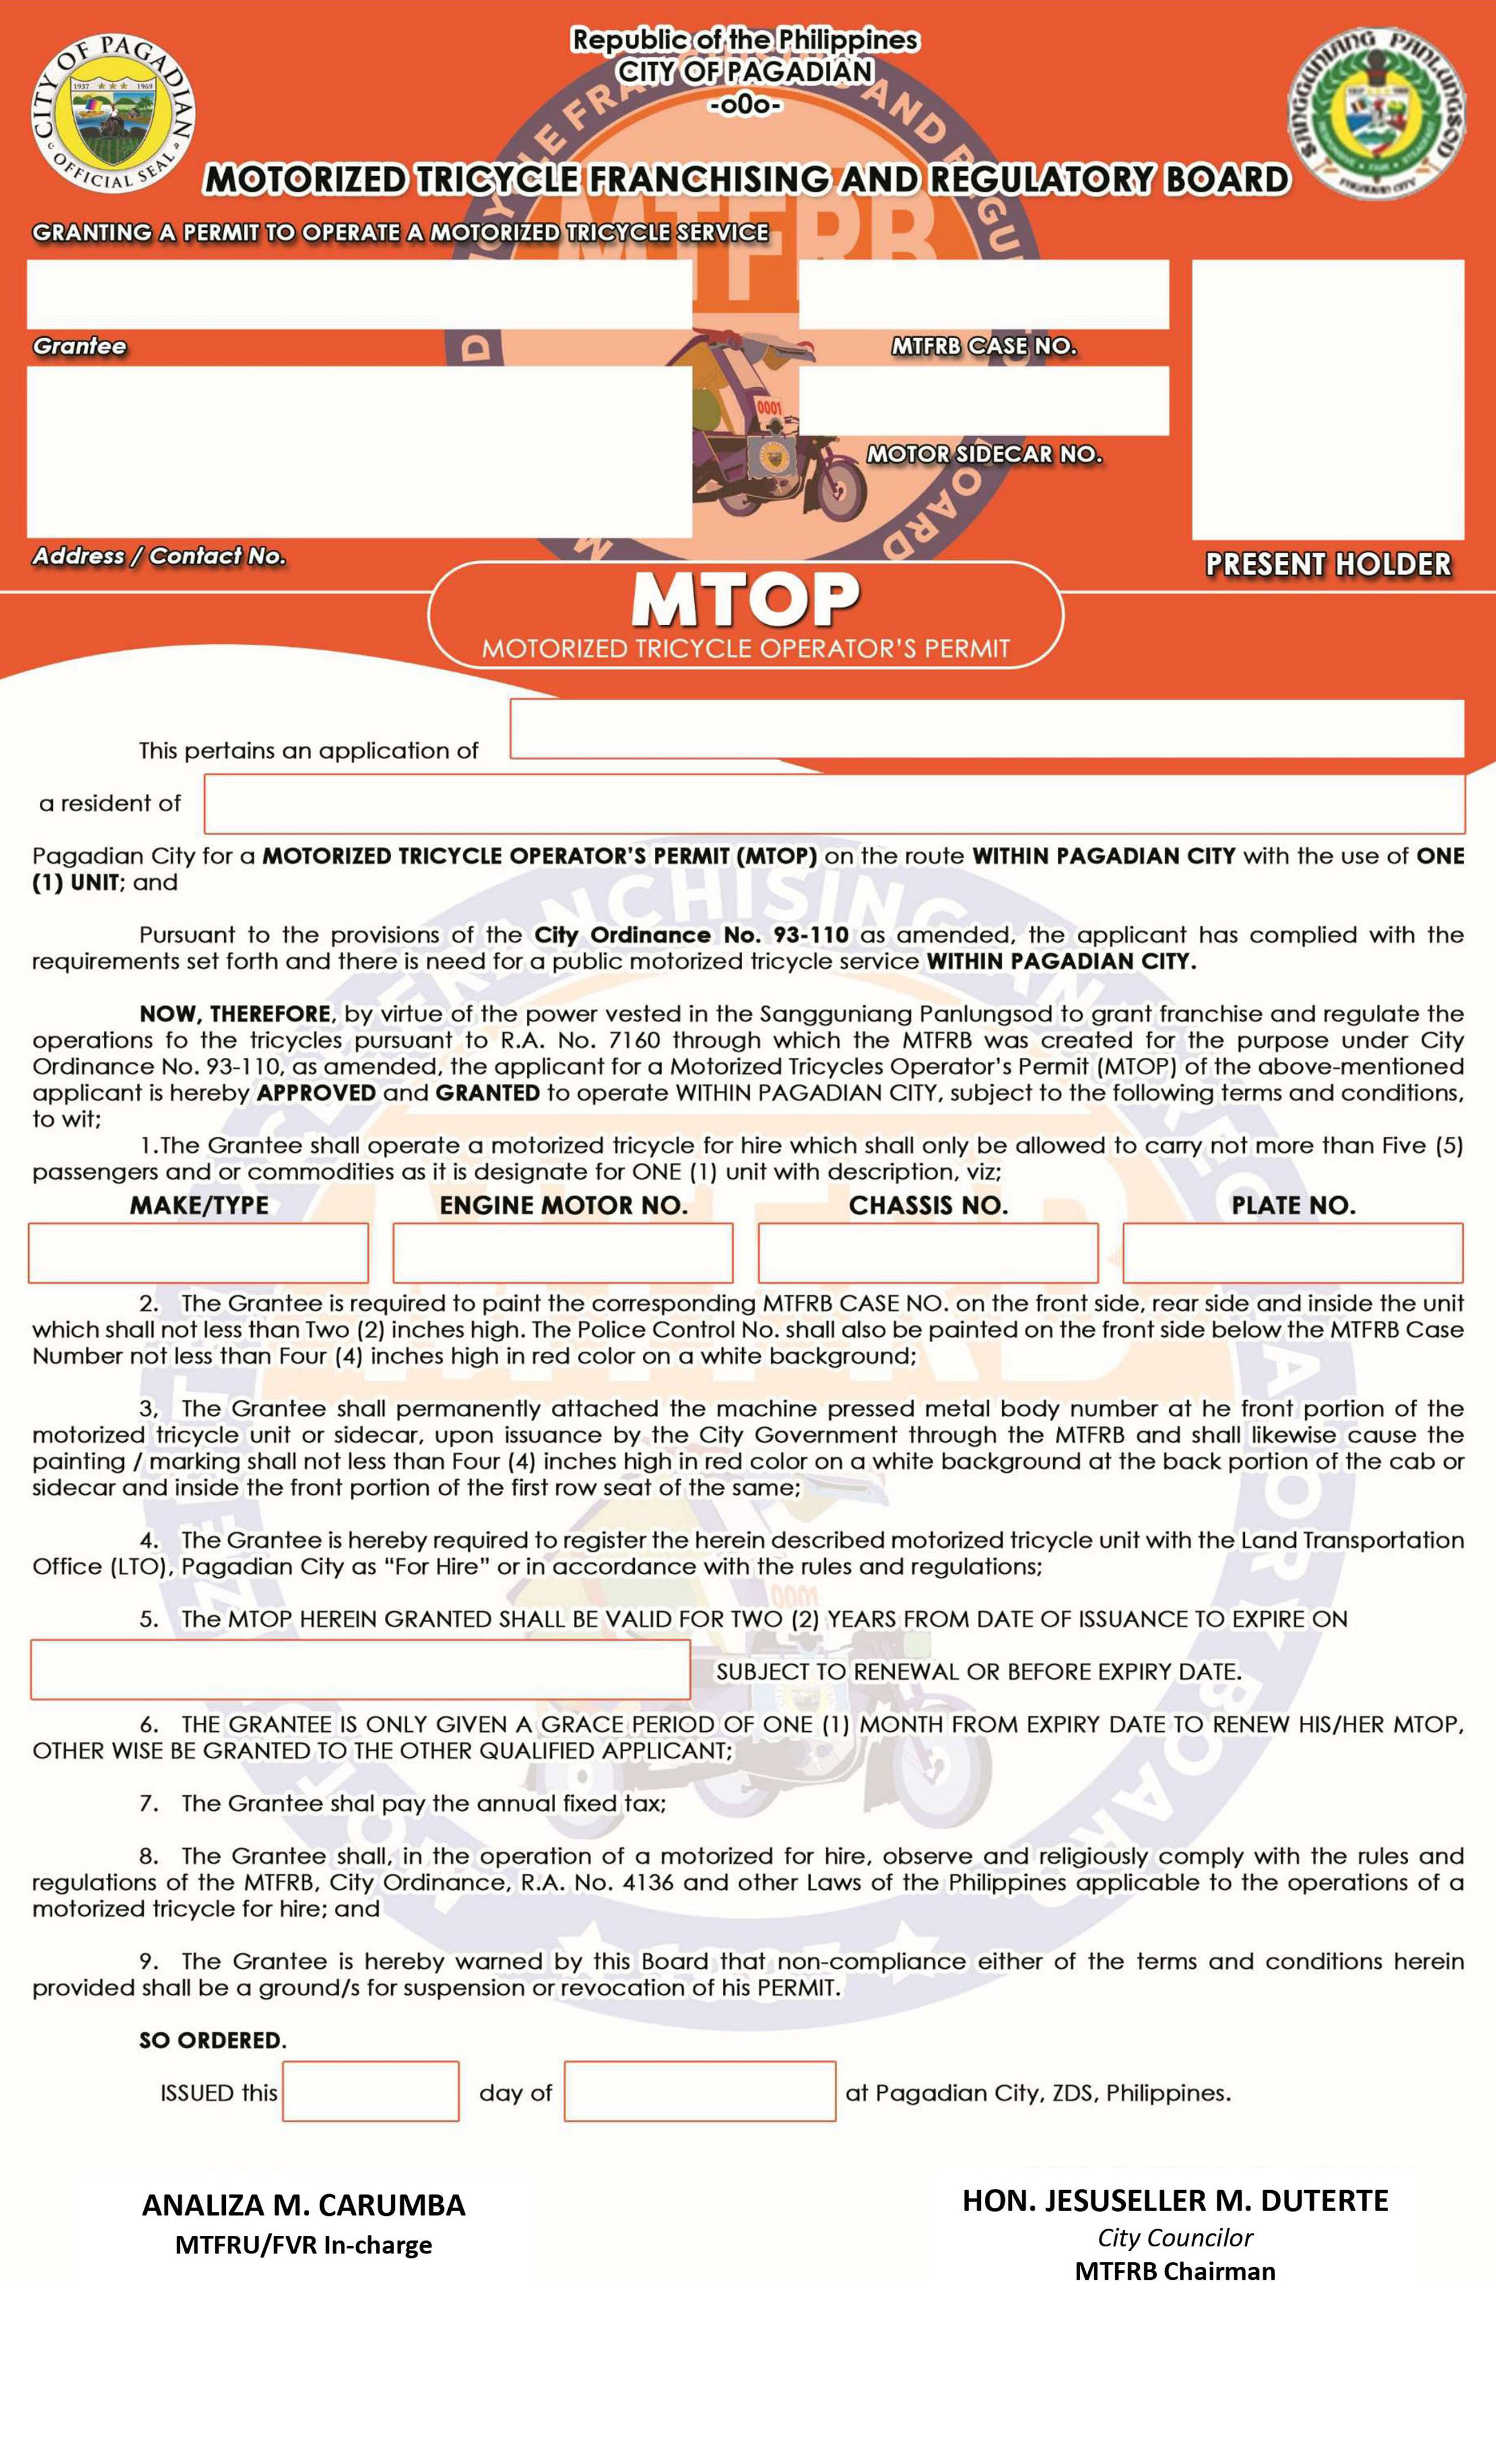 Republic of the Philippines
CITY OF PAGADIAN
-o0o-
CITY OF PAGADIAN
1937 1969
OFFICIAL SEAL
SANGGUNIANG PANLUNGSOD
PAGADIAN CITY
MOTORIZED TRICYCLE FRANCHISING AND REGULATORY BOARD
MTFRB
GRANTING A PERMIT TO OPERATE A MOTORIZED TRICYCLE SERVICE
Grantee
MTFRB CASE NO.
0001
MOTOR SIDECAR NO.
Address / Contact No.
PRESENT HOLDER
MTOP
MOTORIZED TRICYCLE OPERATOR'S PERMIT
This pertains an application of
a resident of
Pagadian City for a MOTORIZED TRICYCLE OPERATOR'S PERMIT (MTOP) on the route WITHIN PAGADIAN CITY with the use of ONE
(1) UNIT; and
Pursuant to the provisions of the City Ordinance No. 93-110 as amended, the applicant has complied with the
requirements set forth and there is need for a public motorized tricycle service WITHIN PAGADIAN CITY.
NOW, THEREFORE, by virtue of the power vested in the Sangguniang Panlungsod to grant franchise and regulate the
operations fo the tricycles pursuant to R.A. No. 7160 through which the MTFRB was created for the purpose under City
Ordinance No. 93-110, as amended, the applicant for a Motorized Tricycles Operator's Permit (MTOP) of the above-mentioned
applicant is hereby APPROVED and GRANTED to operate WITHIN PAGADIAN CITY, subject to the following terms and conditions,
to wit;
1.The Grantee shall operate a motorized tricycle for hire which shall only be allowed to carry not more than Five (5)
passengers and or commodities as it is designate for ONE (1) unit with description, viz;
MAKE/TYPE ENGINE MOTOR NO. CHASSIS NO. PLATE NO.
2. The Grantee is required to paint the corresponding MTFRB CASE NO. on the front side, rear side and inside the unit
which shall not less than Two (2) inches high. The Police Control No. shall also be painted on the front side below the MTFRB Case
Number not less than Four (4) inches high in red color on a white background;
3, The Grantee shall permanently attached the machine pressed metal body number at he front portion of the
motorized tricycle unit or sidecar, upon issuance by the City Government through the MTFRB and shall likewise cause the
painting / marking shall not less than Four (4) inches high in red color on a white background at the back portion of the cab or
sidecar and inside the front portion of the first row seat of the same;
4. The Grantee is hereby required to register the herein described motorized tricycle unit with the Land Transportation
Office (LTO), Pagadian City as "For Hire" or in accordance with the rules and regulations;
0001
5. The MTOP HEREIN GRANTED SHALL BE VALID FOR TWO (2) YEARS FROM DATE OF ISSUANCE TO EXPIRE ON
SUBJECT TO RENEWAL OR BEFORE EXPIRY DATE.
6. THE GRANTEE IS ONLY GIVEN A GRACE PERIOD OF ONE (1) MONTH FROM EXPIRY DATE TO RENEW HIS/HER MTOP,
OTHER WISE BE GRANTED TO THE OTHER QUALIFIED APPLICANT;
7. The Grantee shal pay the annual fixed tax;
8. The Grantee shall, in the operation of a motorized for hire, observe and religiously comply with the rules and
regulations of the MTFRB, City Ordinance, R.A. No. 4136 and other Laws of the Philippines applicable to the operations of a
motorized tricycle for hire; and
9. The Grantee is hereby warned by this Board that non-compliance either of the terms and conditions herein
provided shall be a ground/s for suspension or revocation of his PERMIT.
SO ORDERED.
ISSUED this day of at Pagadian City, ZDS, Philippines.
ANALIZA M. CARUMBA
MTFRU/FVR In-charge
HON. JESUSELLER M. DUTERTE
City Councilor
MTFRB Chairman